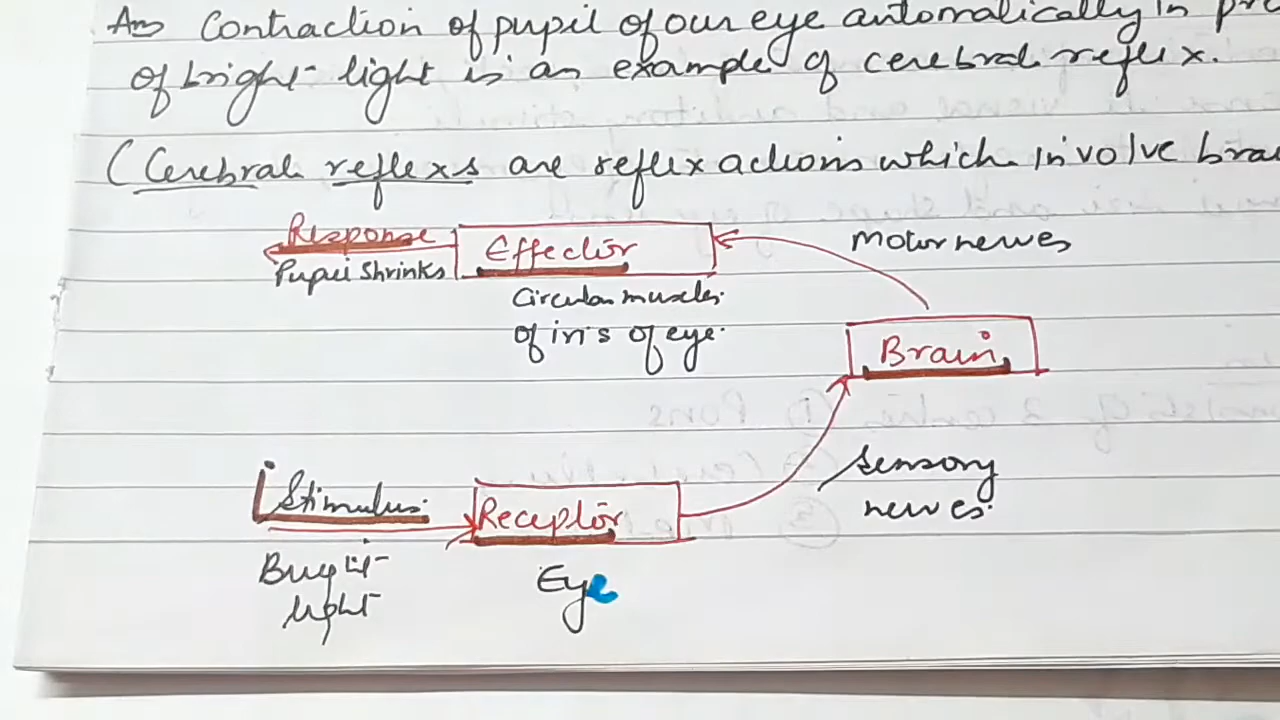 Ans Contraction of pupil of our eye automatically in
of bright light is an example of cerebral reflex.
(Cerebral reflexs are reflex actions which involve
Response
Pupil shrinks
Effector
Circular muscles
of iris of eye.
Motor nerves
Brain
Stimulus
Receptor
Sensory
nerves.
Bright
light
Eye